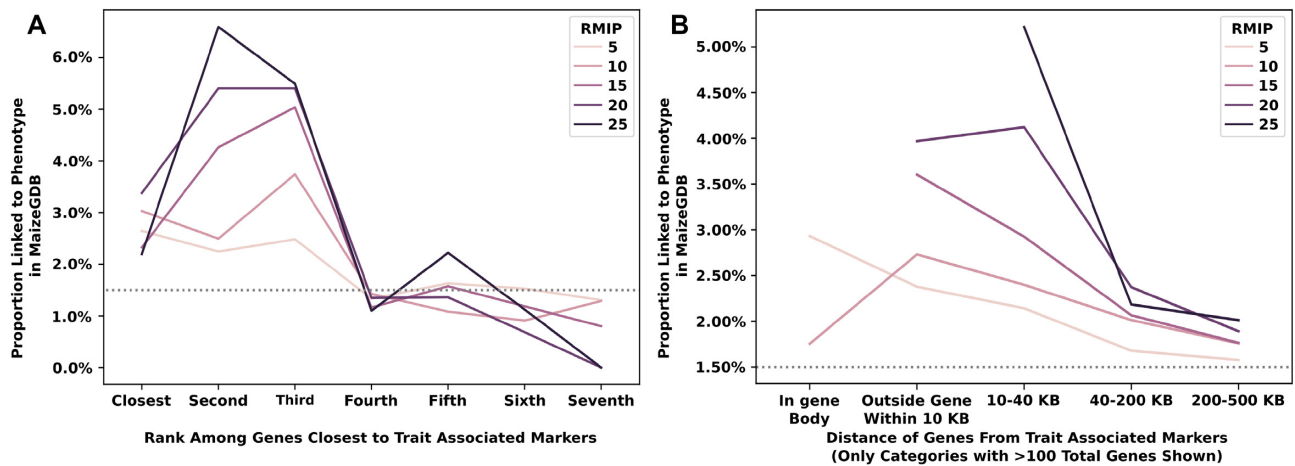 A
Proportion Linked to Phenotype
in MaizeGDB
6.0%
5.0%
4.0%
3.0%
2.0%
1.0%
0.0%
RMIP
5
10
15
20
25
Closest Second Third Fourth Fifth Sixth Seventh
Rank Among Genes Closest to Trait Associated Markers
B
Proportion Linked to Phenotype
in MaizeGDB
5.00%
4.50%
4.00%
3.50%
3.00%
2.50%
2.00%
1.50%
RMIP
5
10
15
20
25
In gene Outside Gene 10-40 KB 40-200 KB 200-500 KB
Body Within 10 KB
Distance of Genes From Trait Associated Markers
(Only Categories with >100 Total Genes Shown)